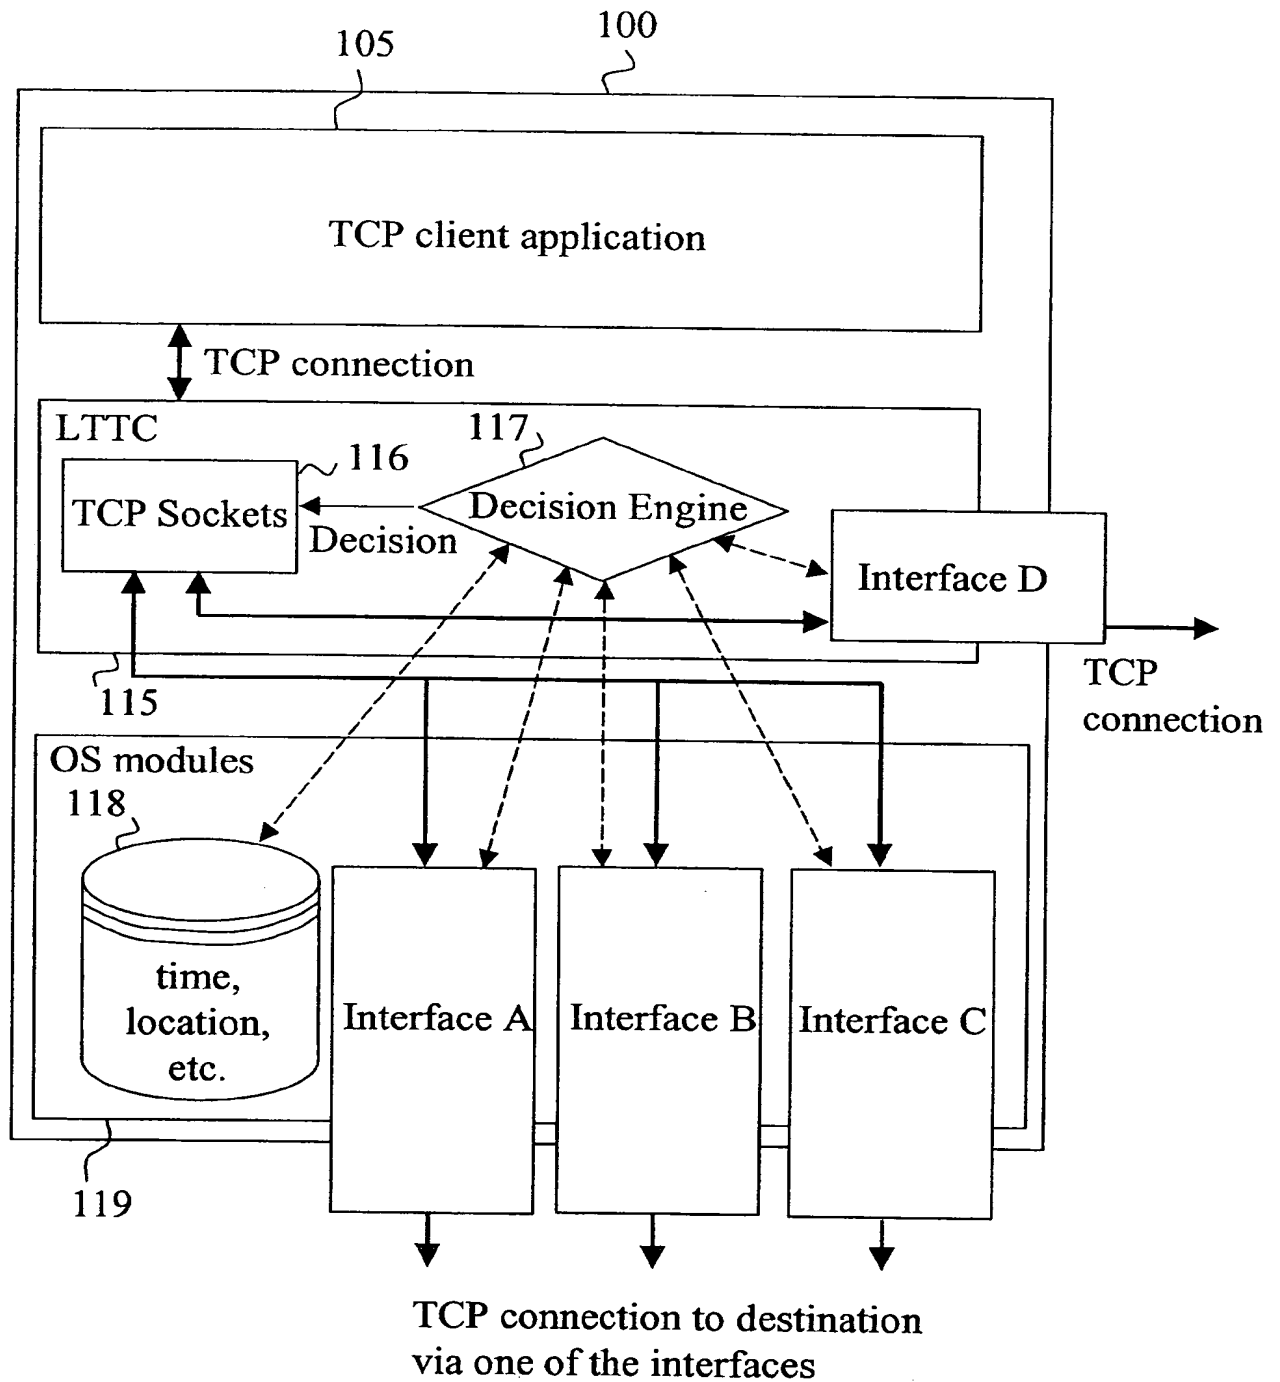 100
105
TCP client application
TCP connection
LTTC
117
116
TCP Sockets
Decision Engine
Decision
Interface D
TCP
connection
115
OS modules
118
time,
location,
etc.
Interface A
Interface B
Interface C
119
TCP connection to destination
via one of the interfaces